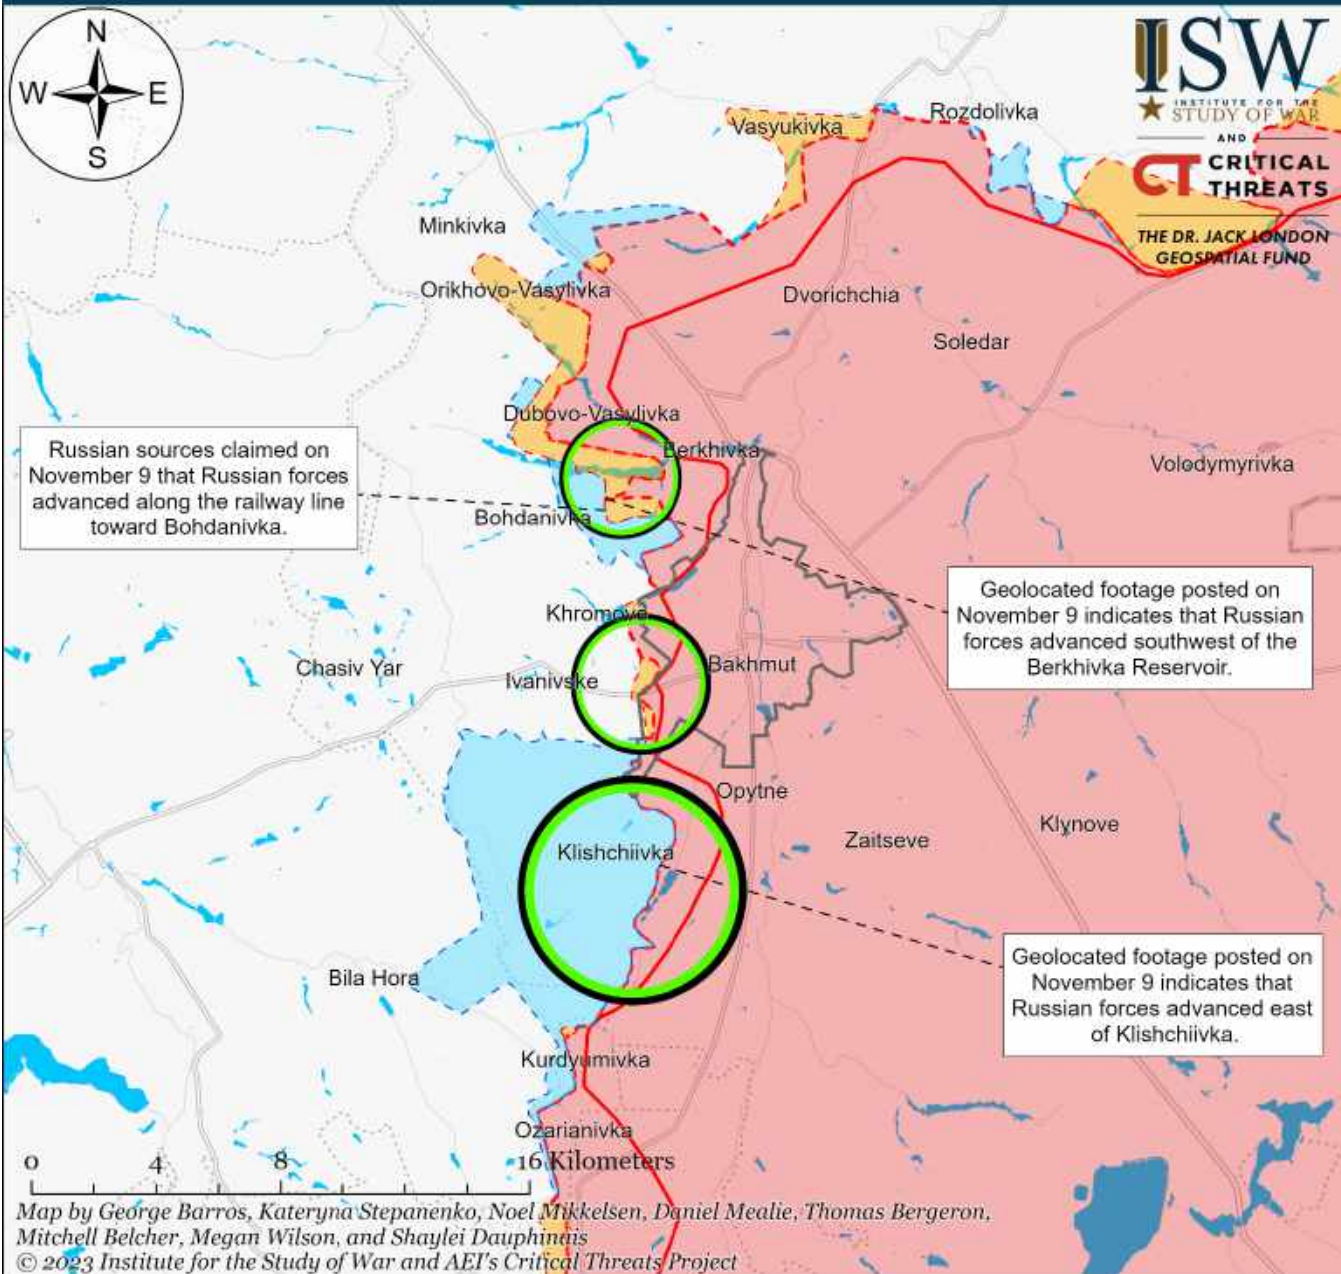 N
W E
S
ISW
INSTITUTE FOR THE
STUDY OF WAR
AND
CT CRITICAL
THREATS
THE DR. JACK LONDON
GEOSPATIAL FUND
Rozdolivka
Vasyukivka
Minkivka
Orikhovo-Vasylivka
Dvorichchia
Soledar
Dubovo-Vasylivka
Berkhivka
Volodymyrivka
Russian sources claimed on
November 9 that Russian forces
advanced along the railway line
toward Bohdanivka.
Bohdanivka
Geolocated footage posted on
November 9 indicates that Russian
forces advanced southwest of the
Berkhivka Reservoir.
Khromove
Chasiv Yar
Ivanivske
Bakhmut
Opytne
Klynove
Zaitseve
Klishchiivka
Geolocated footage posted on
November 9 indicates that
Russian forces advanced east
of Klishchiivka.
Bila Hora
Kurdyumivka
Ozarianivka
0 4 8 16 Kilometers
Map by George Barros, Kateryna Stepanenko, Noel Mikkelsen, Daniel Mealie, Thomas Bergeron,
Mitchell Belcher, Megan Wilson, and Shaylei Dauphinais
© 2023 Institute for the Study of War and AEI's Critical Threats Project